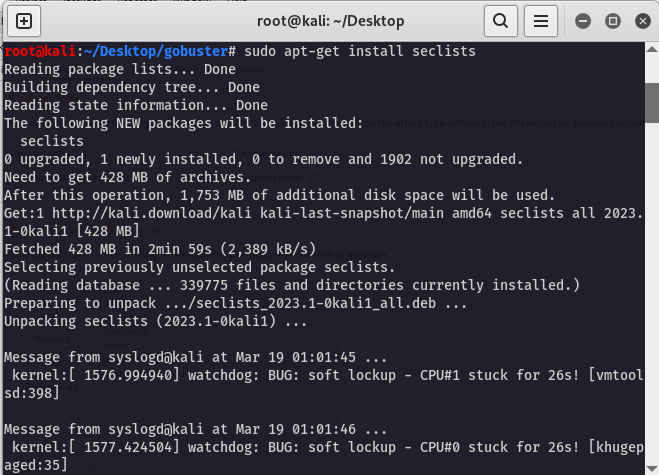 root@kali: ~/Desktop
root@kali:~/Desktop/gobuster# sudo apt-get install seclists
Reading package lists... Done
Building dependency tree... Done
Reading state information... Done
The following NEW packages will be installed:
  seclists
0 upgraded, 1 newly installed, 0 to remove and 1902 not upgraded.
Need to get 428 MB of archives.
After this operation, 1,753 MB of additional disk space will be used.
Get:1 http://kali.download/kali kali-last-snapshot/main amd64 seclists all 2023.
1-0kali1 [428 MB]
Fetched 428 MB in 2min 59s (2,389 kB/s)
Selecting previously unselected package seclists.
(Reading database ... 339775 files and directories currently installed.)
Preparing to unpack .../seclists_2023.1-0kali1_all.deb ...
Unpacking seclists (2023.1-0kali1) ...
Message from syslogd@kali at Mar 19 01:01:45 ...
 kernel:[ 1576.994940] watchdog: BUG: soft lockup - CPU#1 stuck for 26s! [vmtool
sd:398]
Message from syslogd@kali at Mar 19 01:01:46 ...
 kernel:[ 1577.424504] watchdog: BUG: soft lockup - CPU#0 stuck for 26s! [khugep
aged:35]